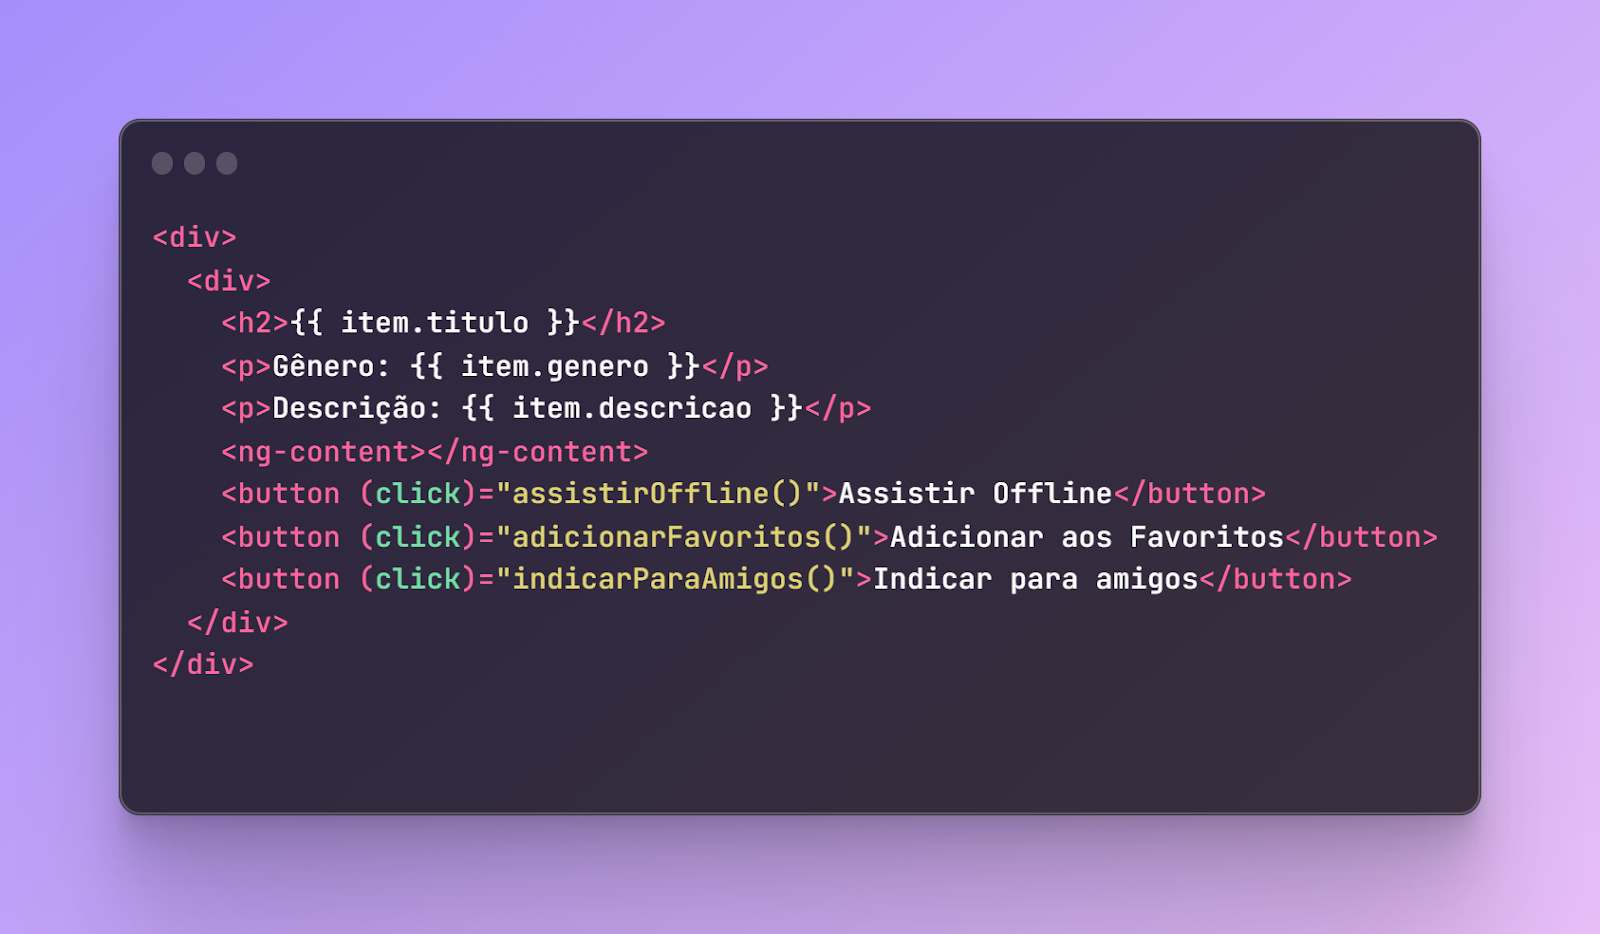 <div>
  <div>
    <h2>{{ item.titulo }}</h2>
    <p>Gênero: {{ item.genero }}</p>
    <p>Descrição: {{ item.descricao }}</p>
    <ng-content></ng-content>
    <button (click)="assistirOffline()">Assistir Offline</button>
    <button (click)="adicionarFavoritos()">Adicionar aos Favoritos</button>
    <button (click)="indicarParaAmigos()">Indicar para amigos</button>
  </div>
</div>